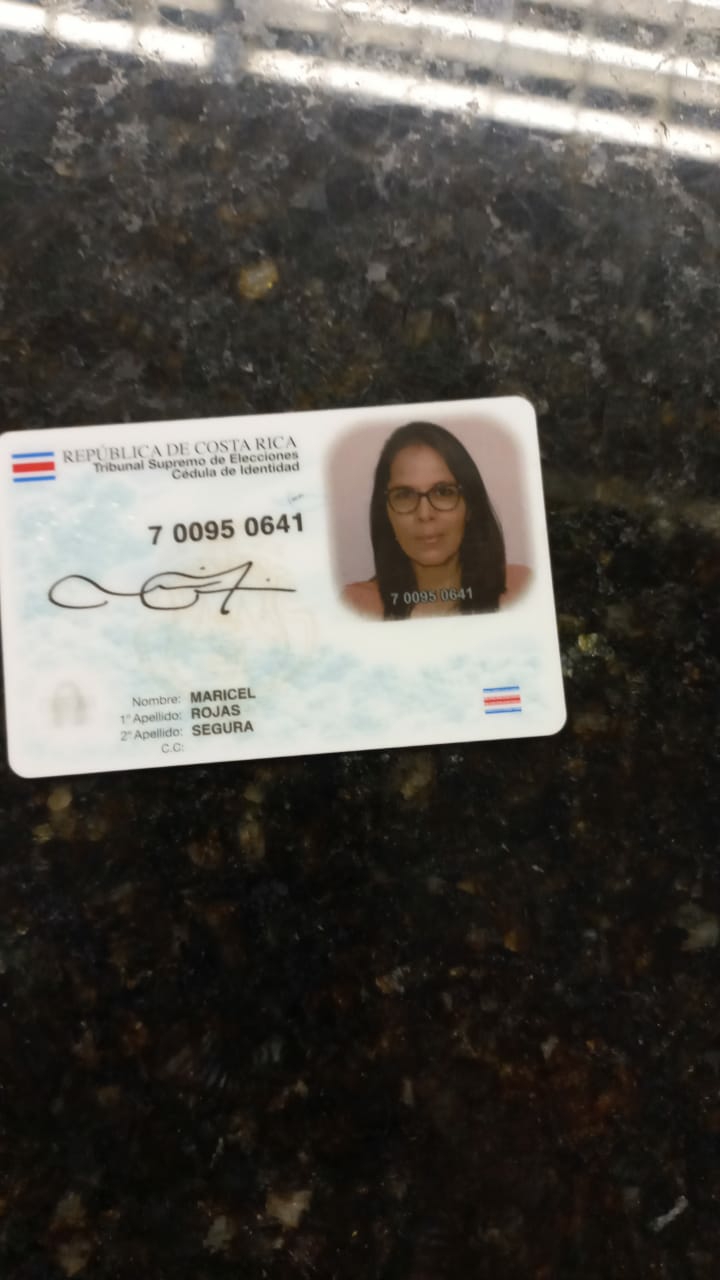 REPÚBLICA DE COSTA RICA
Tribunal Supremo de Elecciones
Cédula de Identidad
7 0095 0641
7 0095 0641
Nombre: MARICEL
1° Apellido: ROJAS
2° Apellido: SEGURA
C.C: